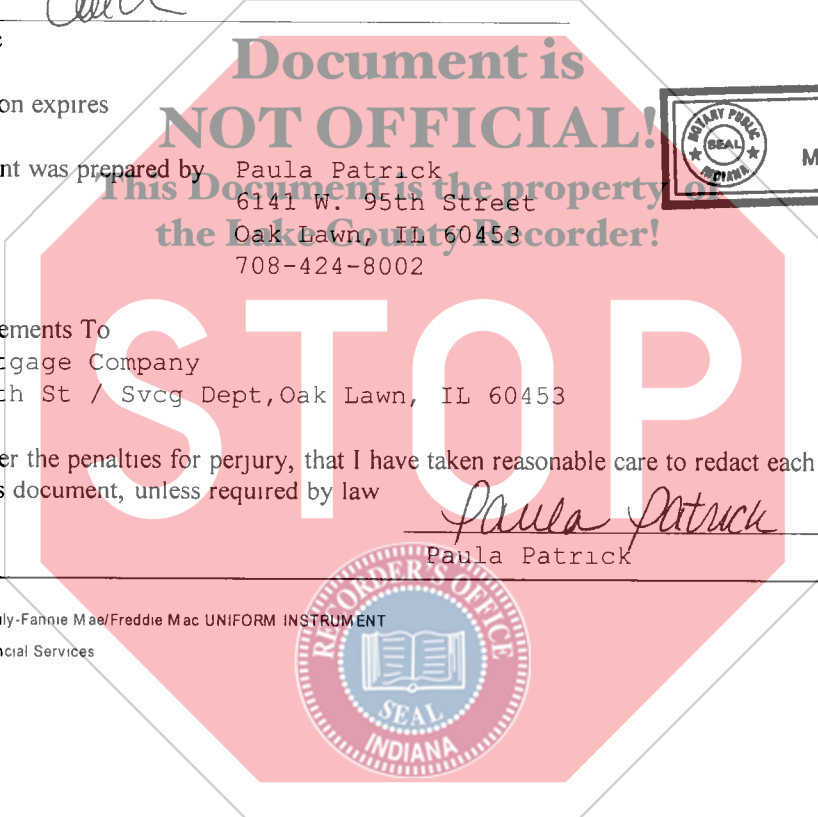 Document is
on expires
NOT OFFICIAL!
NOTARY PUBLIC
SEAL
INDIANA
M
nt was prepared by Paula Patrick
This Document is the property of
6141 W. 95th Street
Oak Lawn, IL 60453
the Lake County Recorder!
708-424-8002
STOP
ements To
tgage Company
th St / Svcg Dept,Oak Lawn, IL 60453
er the penalties for perjury, that I have taken reasonable care to redact each
s document, unless required by law
Paula Patrick
Paula Patrick
ly-Fannie Mae/Freddie Mac UNIFORM INSTRUMENT
ncial Services
RECORDER'S OFFICE
SEAL
INDIANA